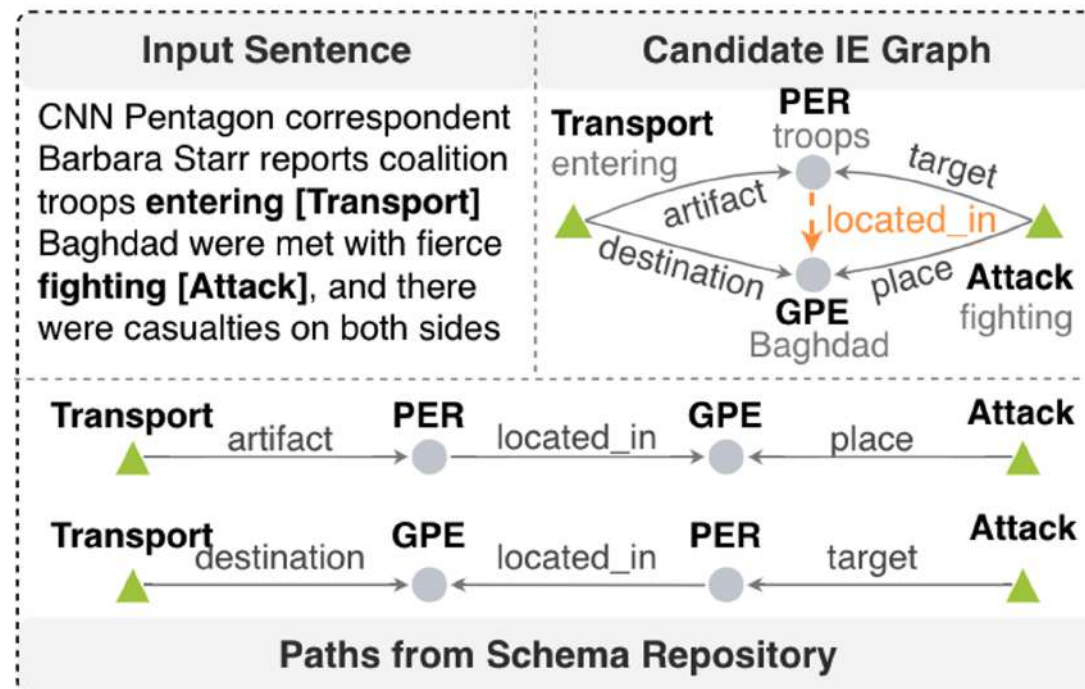 Input Sentence
CNN Pentagon correspondent
Barbara Starr reports coalition
troops entering [Transport]
Baghdad were met with fierce
fighting [Attack], and there
were casualties on both sides
Candidate IE Graph
PER
troops
Transport
entering
artifact
target
located_in
destination
place
Attack
fighting
GPE
Baghdad
Transport artifact PER located_in GPE place Attack
Transport destination GPE located_in PER target Attack
Paths from Schema Repository